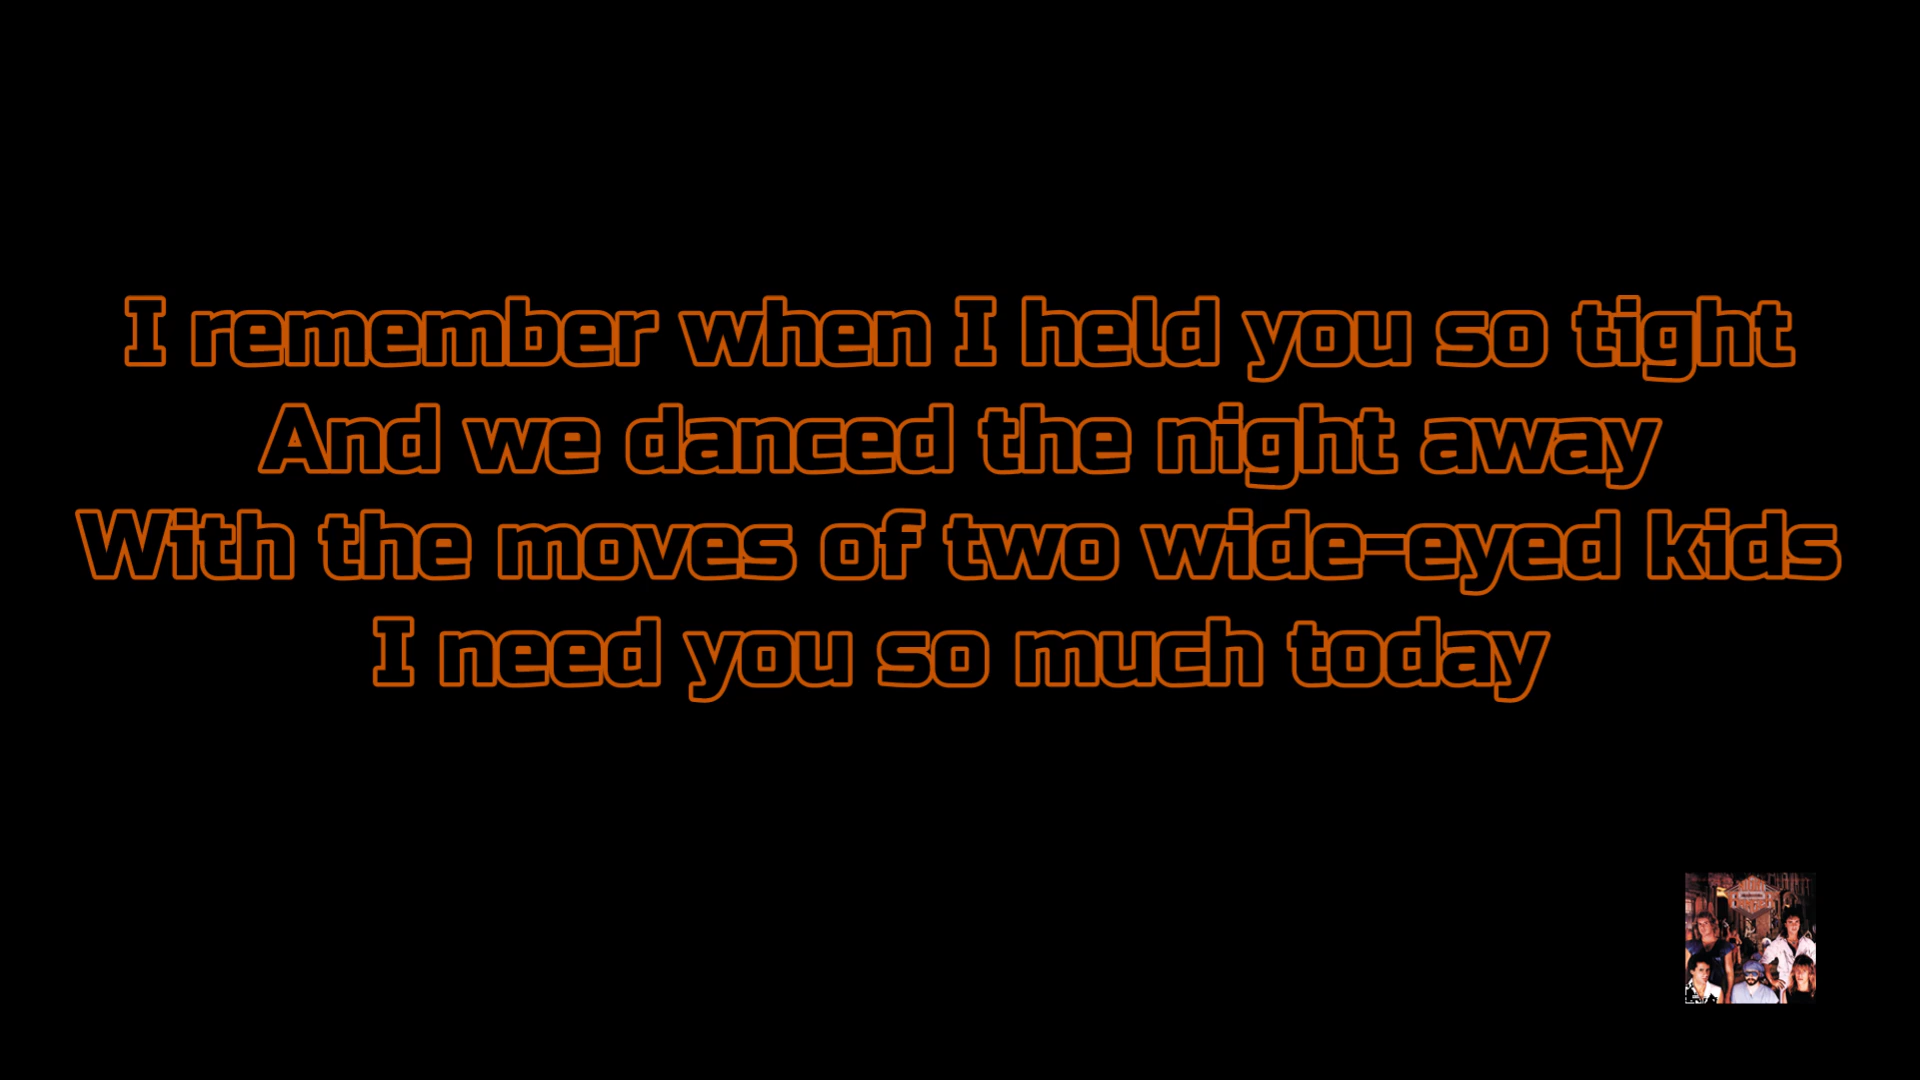 I remember when I held you so tight
And we danced the night away
With the moves of two wide-eyed kids
I need you so much today